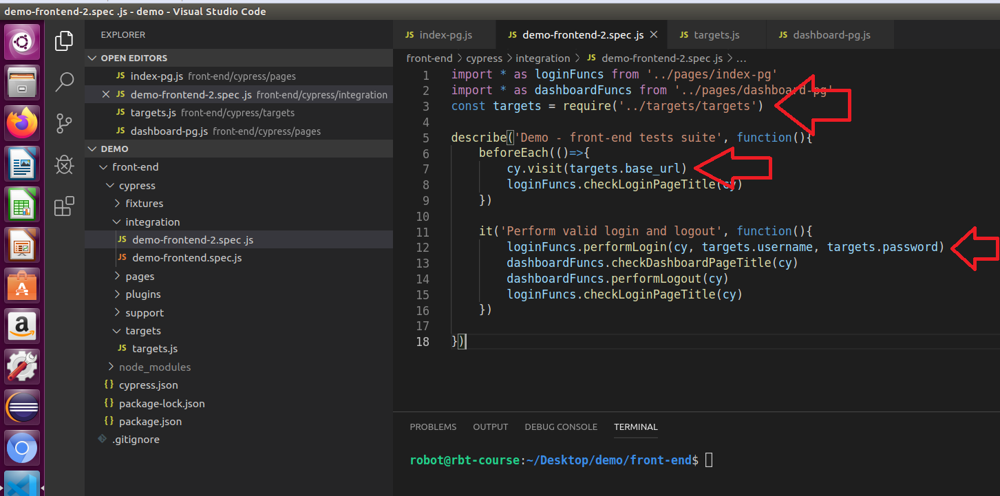 demo-frontend-2.spec .js - demo - Visual Studio Code
EXPLORER
OPEN EDITORS
JS index-pg.js front-end/cypress/pages
JS demo-frontend-2.spec .js front-end/cypress/integration
JS targets.js front-end/cypress/targets
JS dashboard-pg.js front-end/cypress/pages
DEMO
front-end
cypress
fixtures
integration
JS demo-frontend-2.spec .js
JS demo-frontend.spec.js
pages
plugins
support
targets
JS targets.js
node_modules
{} cypress.json
{} package-lock.json
{} package.json
.gitignore
JS index-pg.js
JS demo-frontend-2.spec .js
JS targets.js
JS dashboard-pg.js
front-end > cypress > integration > JS demo-frontend-2.spec .js > ...
1 import * as loginFuncs from '../pages/index-pg'
2 import * as dashboardFuncs from '../pages/dashboard-pg'
3 const targets = require('../targets/targets')
4
5 describe('Demo - front-end tests suite', function(){
6 beforeEach(()=>{
7 cy.visit(targets.base_url)
8 loginFuncs.checkLoginPageTitle(cy)
9 })
10
11 it('Perform valid login and logout', function(){
12 loginFuncs.performLogin(cy, targets.username, targets.password)
13 dashboardFuncs.checkDashboardPageTitle(cy)
14 dashboardFuncs.performLogout(cy)
15 loginFuncs.checkLoginPageTitle(cy)
16 })
17
18 })
PROBLEMS OUTPUT DEBUG CONSOLE TERMINAL
robot@rbt-course:~/Desktop/demo/front-end$